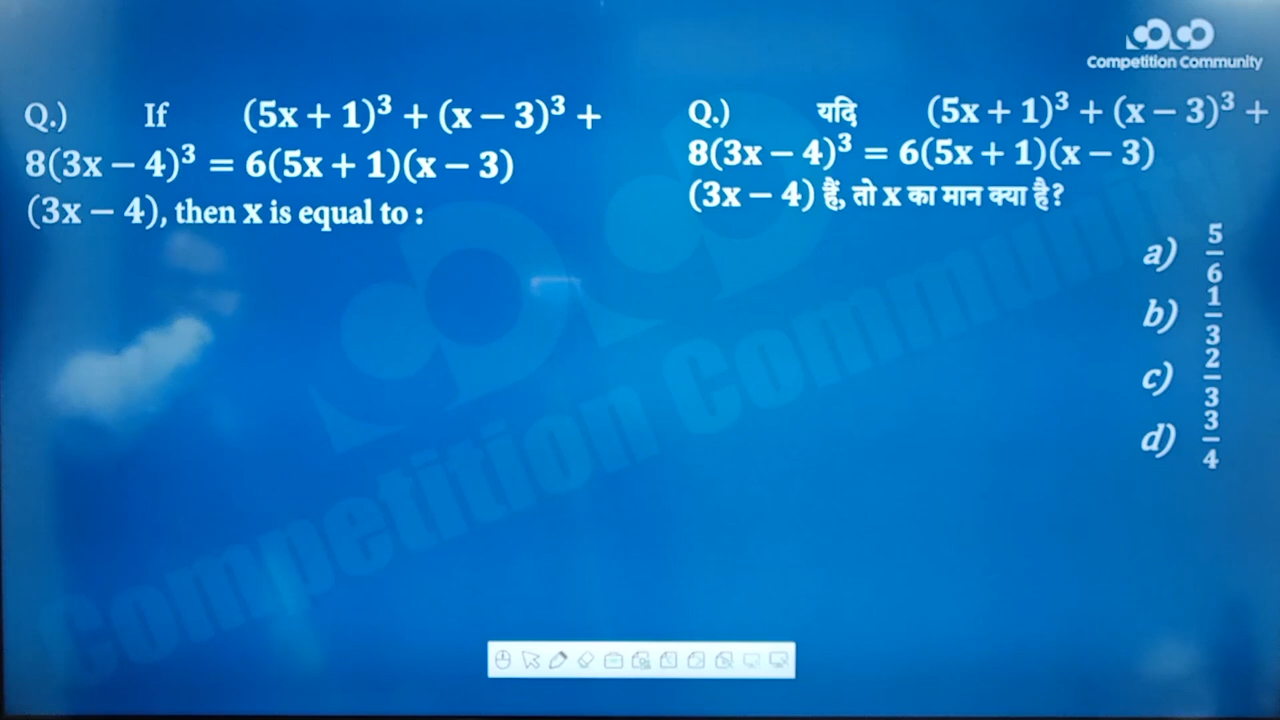 Competition Community
Q.) If (5x + 1)³ + (x − 3)³ +
8(3x − 4)³ = 6(5x + 1)(x − 3)
(3x − 4), then x is equal to :
Q.) यदि (5x + 1)³ + (x − 3)³ +
8(3x − 4)³ = 6(5x + 1)(x − 3)
(3x − 4) हैं, तो x का मान क्या है?
a) 5/6
b) 1/3
c) 2/3
d) 3/4
Competition Community